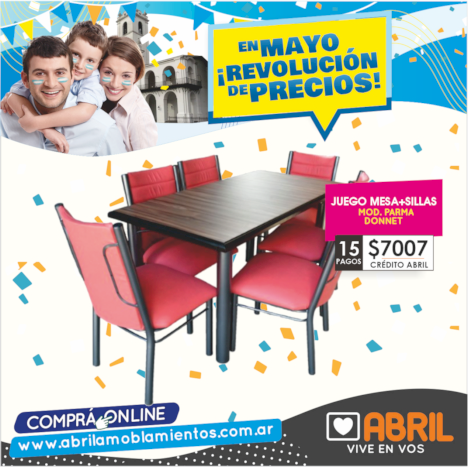 EN MAYO
¡REVOLUCIÓN
DE PRECIOS!
JUEGO MESA+SILLAS
MOD. PARMA
DONNET
15 PAGOS $7007
CRÉDITO ABRIL
COMPRÁ ONLINE
www.abrilamoblamientos.com.ar
ABRIL
VIVE EN VOS